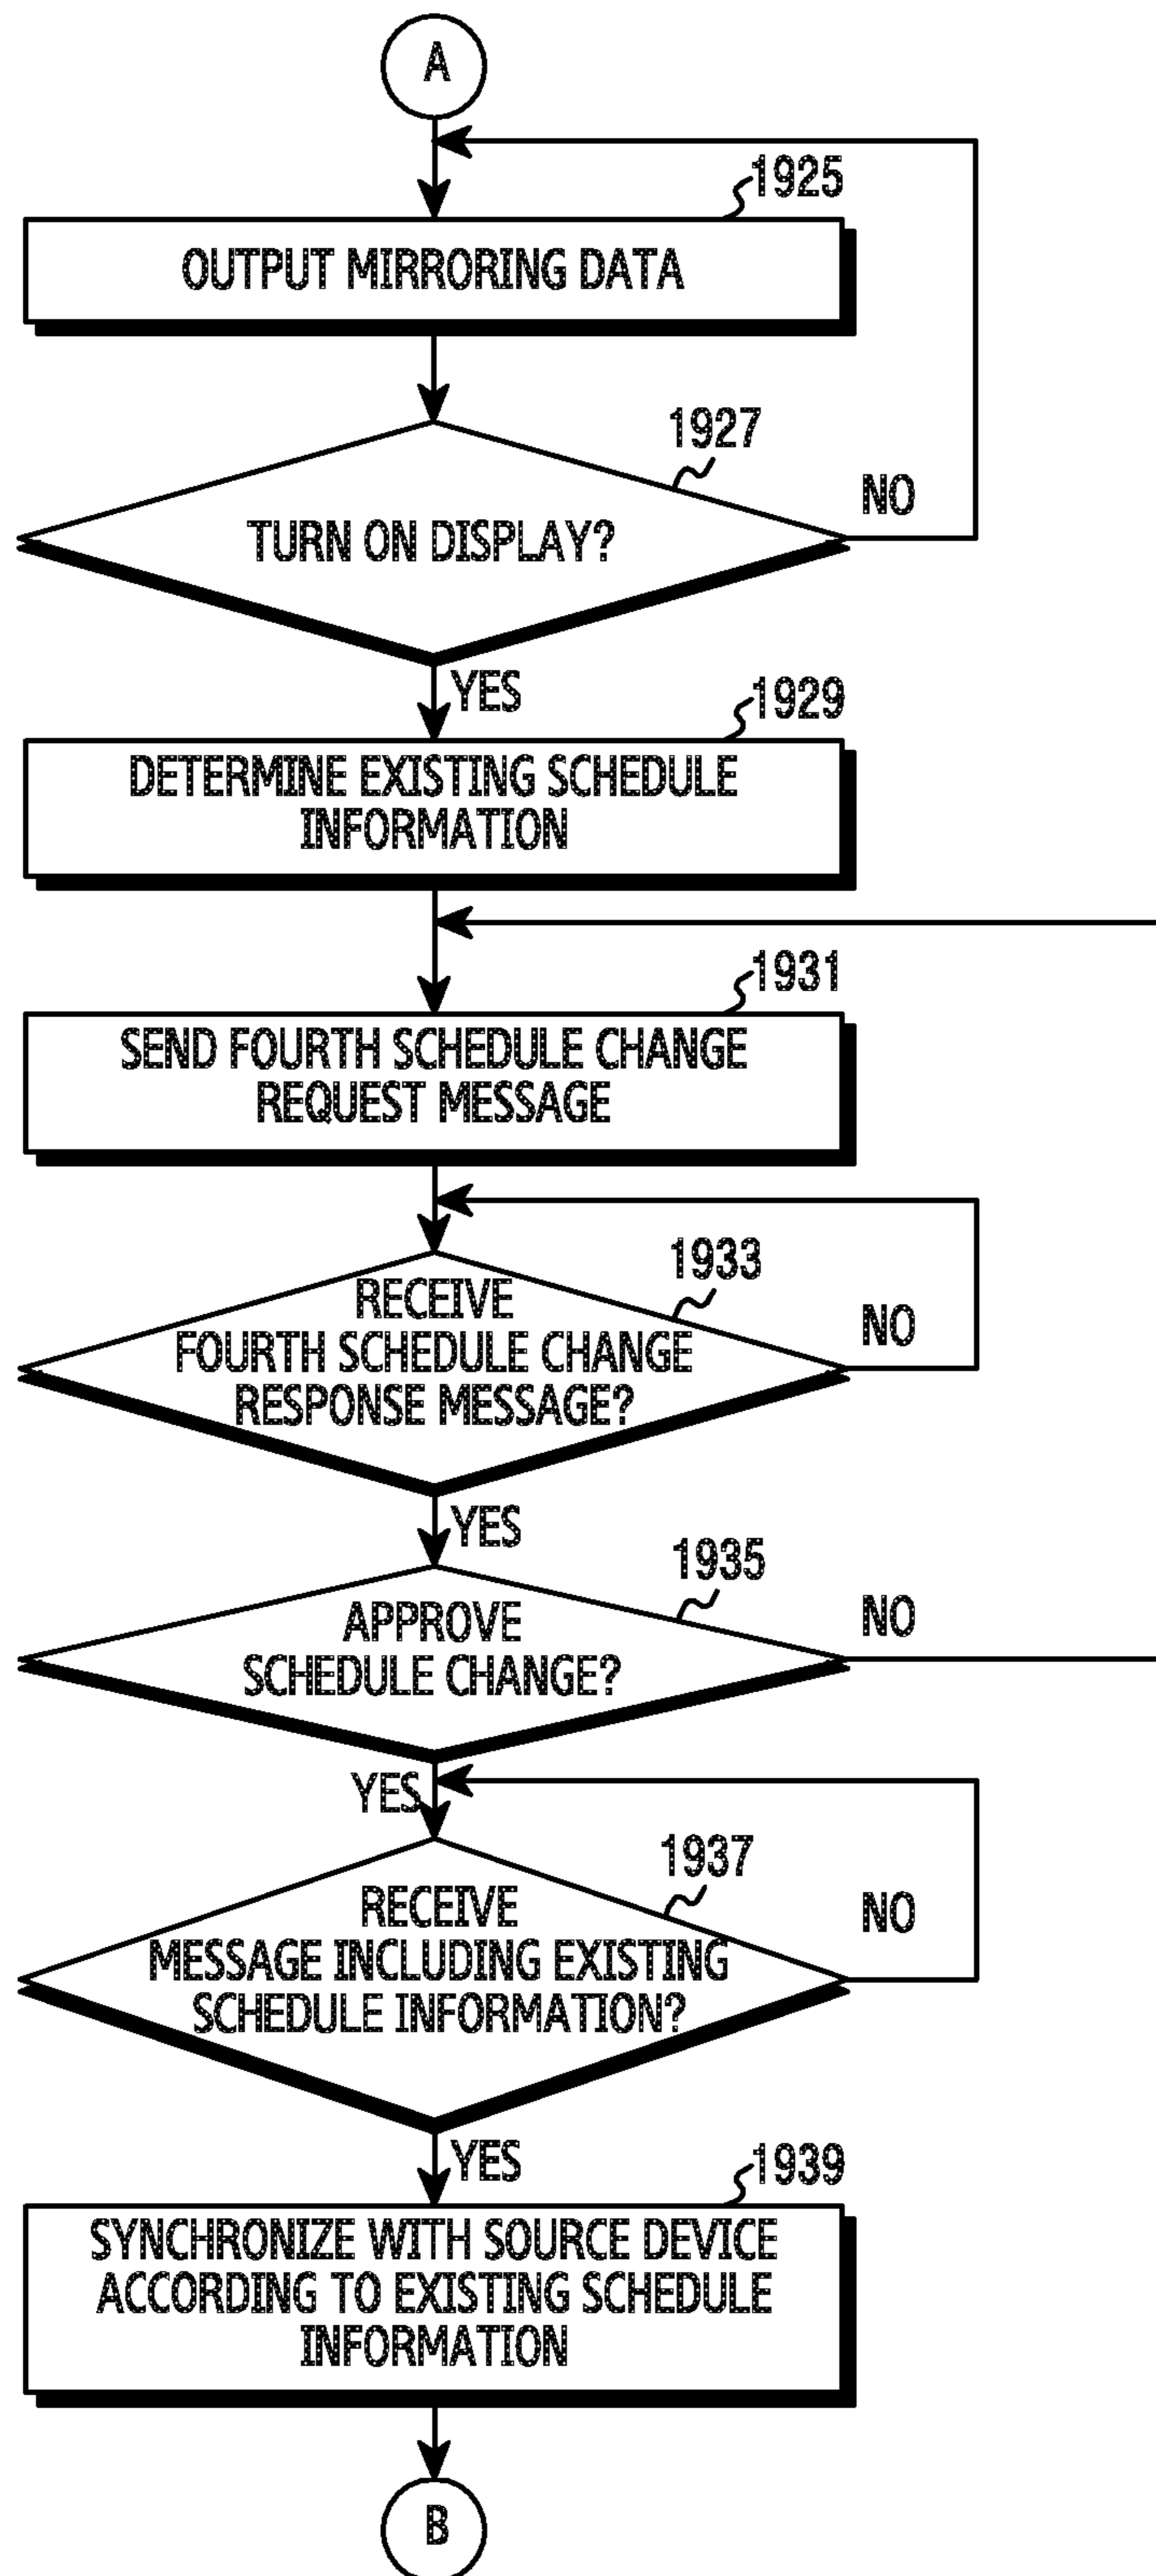 A
1925
OUTPUT MIRRORING DATA
1927
NO
TURN ON DISPLAY?
YES
1929
DETERMINE EXISTING SCHEDULE
INFORMATION
1931
SEND FOURTH SCHEDULE CHANGE
REQUEST MESSAGE
1933
RECEIVE
NO
FOURTH SCHEDULE CHANGE
RESPONSE MESSAGE?
YES
1935
APPROVE
NO
SCHEDULE CHANGE?
YES
1937
RECEIVE
NO
MESSAGE INCLUDING EXISTING
SCHEDULE INFORMATION?
YES
1939
SYNCHRONIZE WITH SOURCE DEVICE
ACCORDING TO EXISTING SCHEDULE
INFORMATION
B